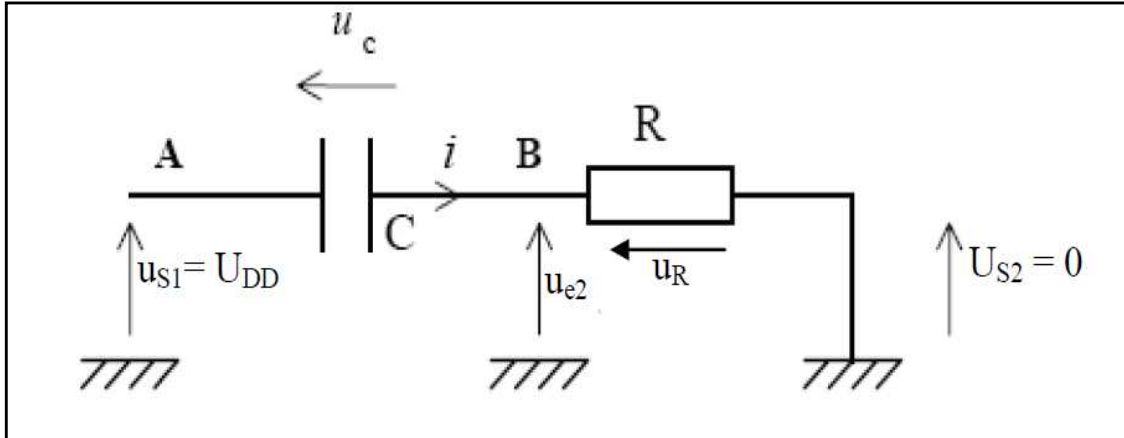 u c
A
i
B
R
C
uS1= UDD
ue2
uR
US2 = 0